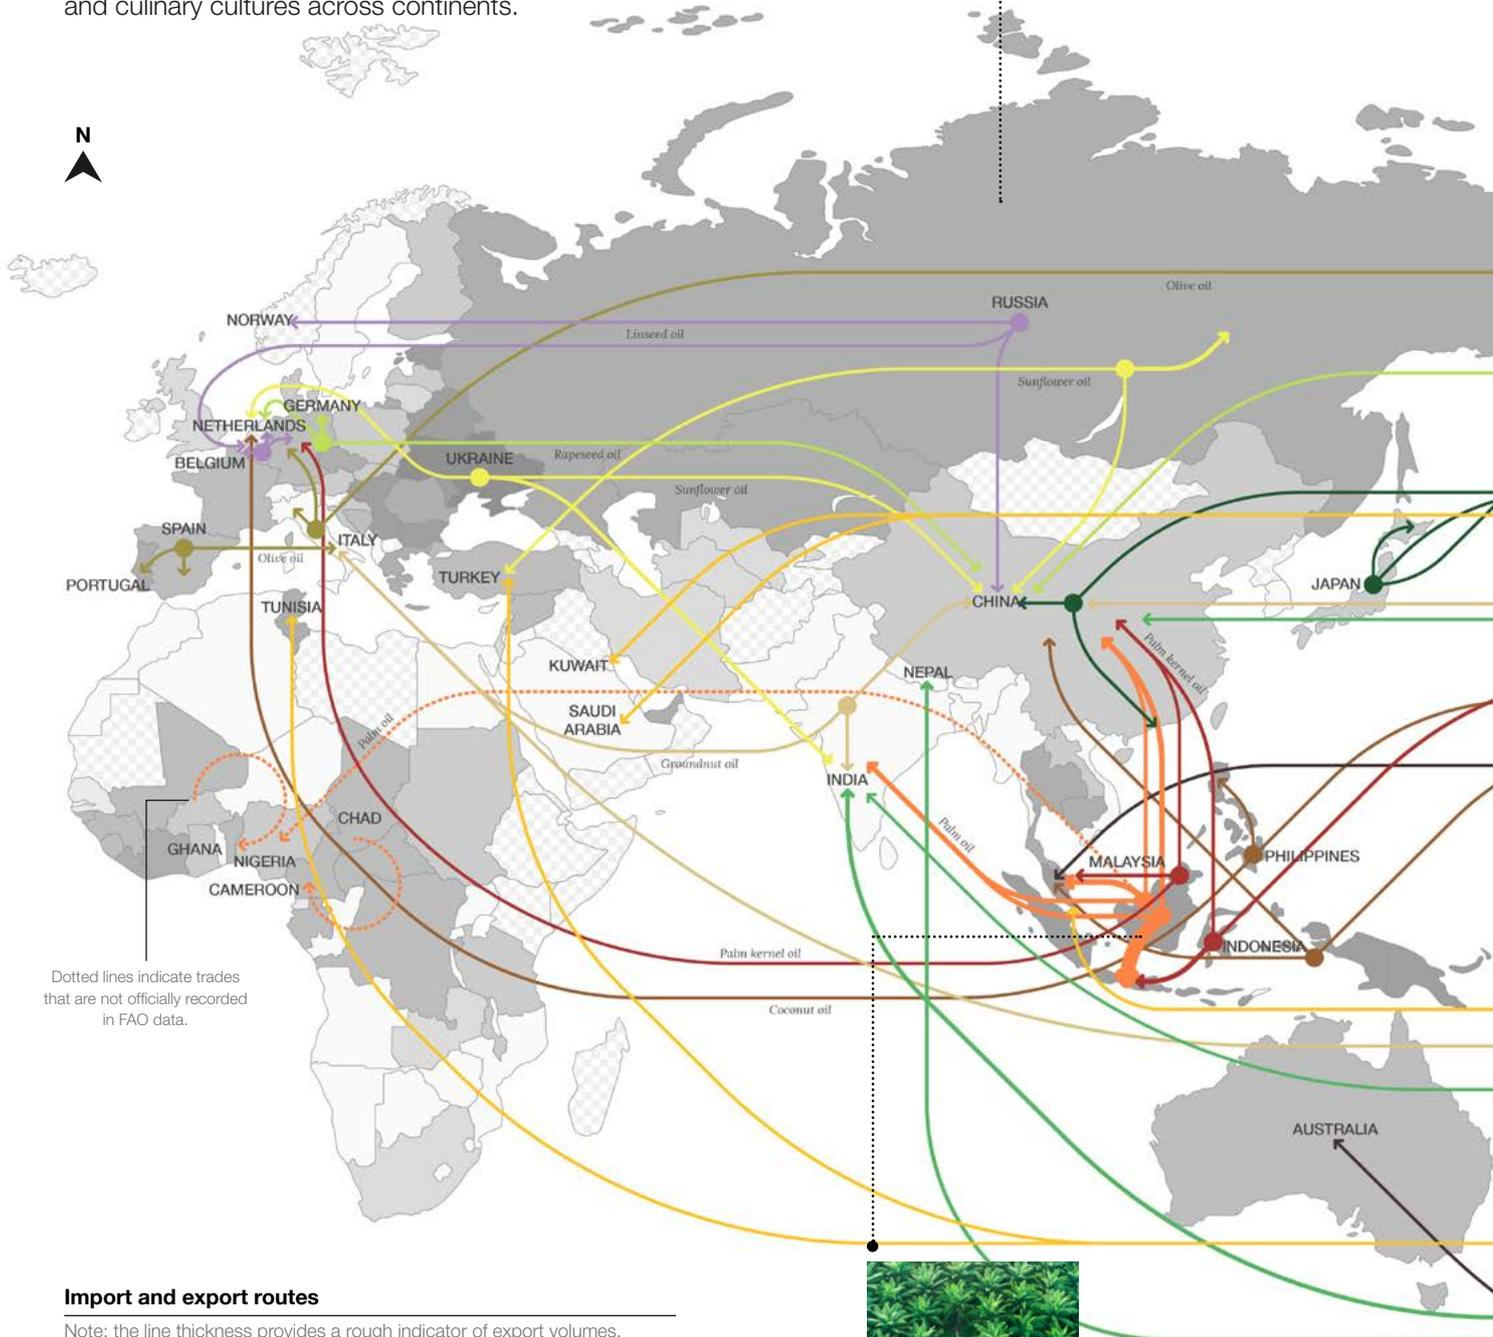 and culinary cultures across continents.
N
Olive oil
RUSSIA
NORWAY
Linseed oil
Sunflower oil
GERMANY
NETHERLANDS
BELGIUM
UKRAINE
Rapeseed oil
Sunflower oil
SPAIN
ITALY
Olive oil
PORTUGAL
TURKEY
JAPAN
TUNISIA
CHINA
KUWAIT
NEPAL
Palm kernel oil
SAUDI
ARABIA
Palm oil
Groundnut oil
INDIA
CHAD
Palm oil
GHANA
NIGERIA
MALAYSIA
PHILIPPINES
CAMEROON
INDONESIA
Palm kernel oil
Dotted lines indicate trades
that are not officially recorded
in FAO data.
Coconut oil
AUSTRALIA
Import and export routes
Note: the line thickness provides a rough indicator of export volumes.